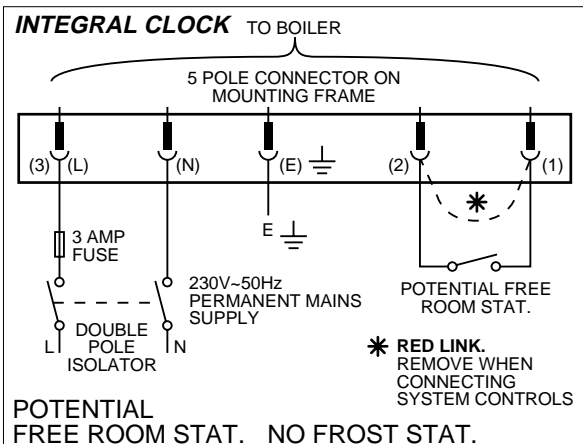 INTEGRAL CLOCK TO BOILER
5 POLE CONNECTOR ON
MOUNTING FRAME
(3) (L) (N) (E) (2) (1)
3 AMP
FUSE
E
230V~50Hz
PERMANENT MAINS
SUPPLY
POTENTIAL FREE
ROOM STAT.
L DOUBLE N
POLE
ISOLATOR
✱ RED LINK.
REMOVE WHEN
CONNECTING
SYSTEM CONTROLS
POTENTIAL
FREE ROOM STAT. NO FROST STAT.